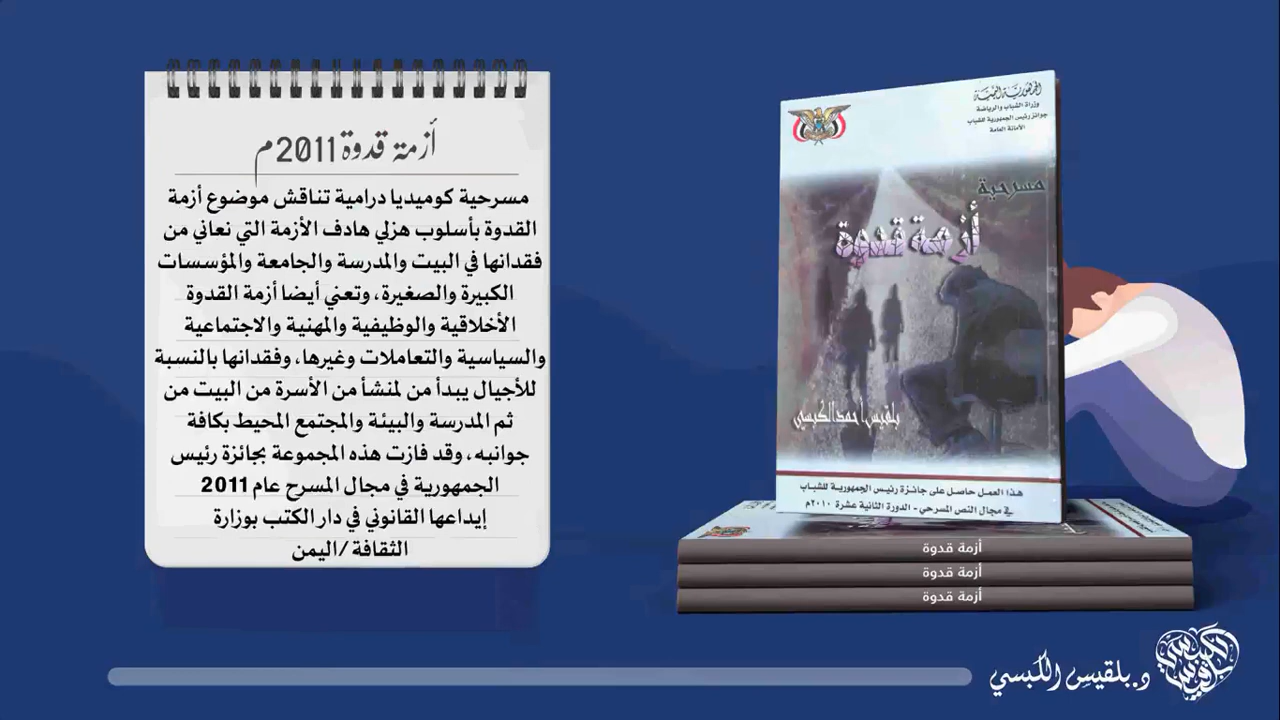 أزمة قدوة 2011م
مسرحية كوميديا درامية تناقش موضوع أزمة
القدوة بأسلوب هزلي هادف الأزمة التي نعاني من
فقدانها في البيت والمدرسة والجامعة والمؤسسات
الكبيرة والصغيرة، وتعني أيضا أزمة القدوة
الأخلاقية والوظيفية والمهنية والاجتماعية
والسياسية والتعاملات وغيرها، وفقدانها بالنسبة
للأجيال يبدأ من لمنشأ من الأسرة من البيت من
ثم المدرسة والبيئة والمجتمع المحيط بكافة
جوانبه، وقد فازت هذه المجموعة بجائزة رئيس
الجمهورية في مجال المسرح عام 2011
إيداعها القانوني في دار الكتب بوزارة
الثقافة /اليمن
الجمهورية اليمنية
وزراة الشباب والرياضة
جوائز رئيس الجمهورية للشباب
الأمانة العامة
مسرحية
أزمة قدوة
بلقيس أحمد الكبسي
هذا العمل حاصل على جائزة رئيس الجمهورية للشباب
في مجال النص المسرحي - الدورة الثانية عشرة ٢٠١٠م
أزمة قدوة
أزمة قدوة
أزمة قدوة
د.بلقيس الكبسي